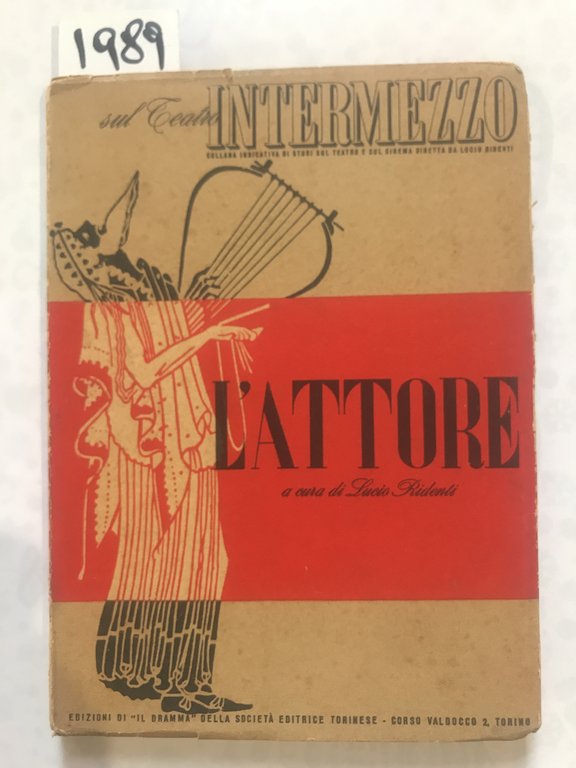 1989
sul Teatro INTERMEZZO
COLLANA INDICATIVA DI STUDI SUL TEATRO E SUL CINEMA DIRETTA DA LUCIO RIDENTI
L'ATTORE
a cura di Lucio Ridenti
EDIZIONI DI "IL DRAMMA" DELLA SOCIETÀ EDITRICE TORINESE - CORSO VALDOCCO 2, TORINO